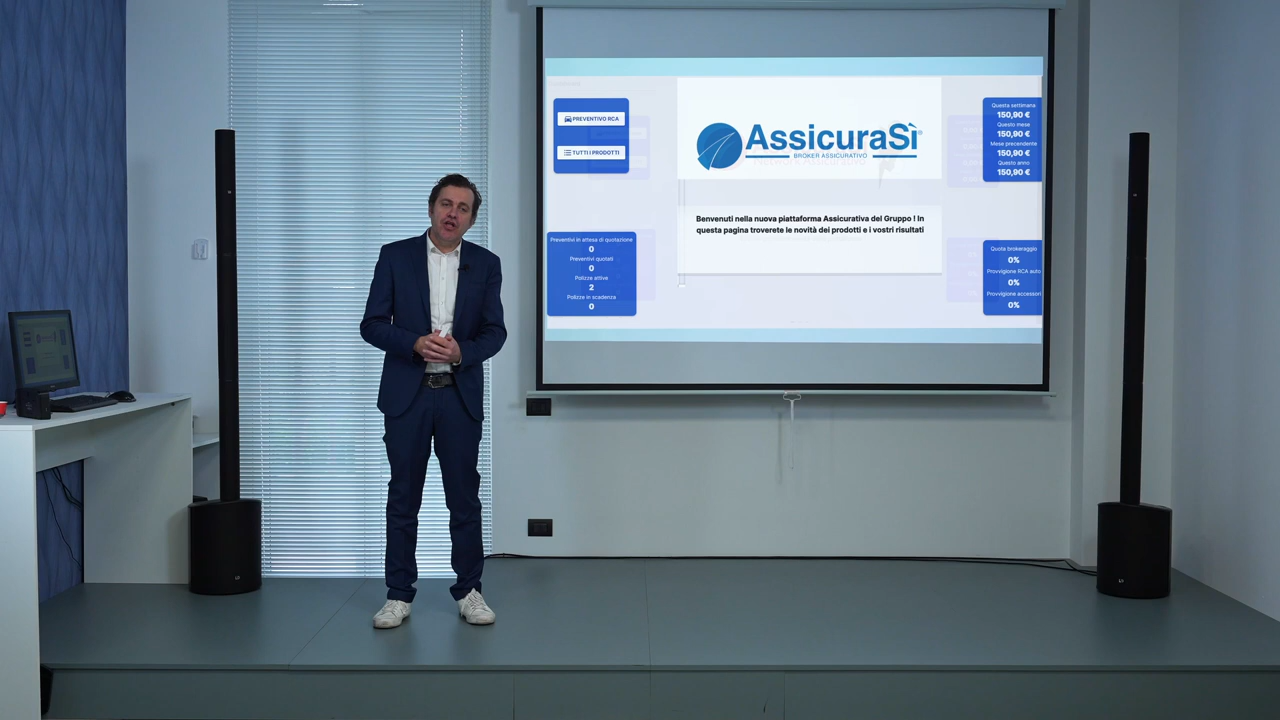 PREVENTIVO RCA
TUTTI I PRODOTTI
AssicuraSì
BROKER ASSICURATIVO
Benvenuti nella nuova piattaforma Assicurativa del Gruppo ! In
questa pagina troverete le novità dei prodotti e i vostri risultati
Questa settimana
150,90 €
Questo mese
150,90 €
Mese precendente
150,90 €
Questo anno
150,90 €
Preventivi in attesa di quotazione
0
Preventivi quotati
0
Polizze attive
2
Polizze in scadenza
0
Quota brokeraggio
0%
Provvigione RCA auto
0%
Provvigione accessori
0%